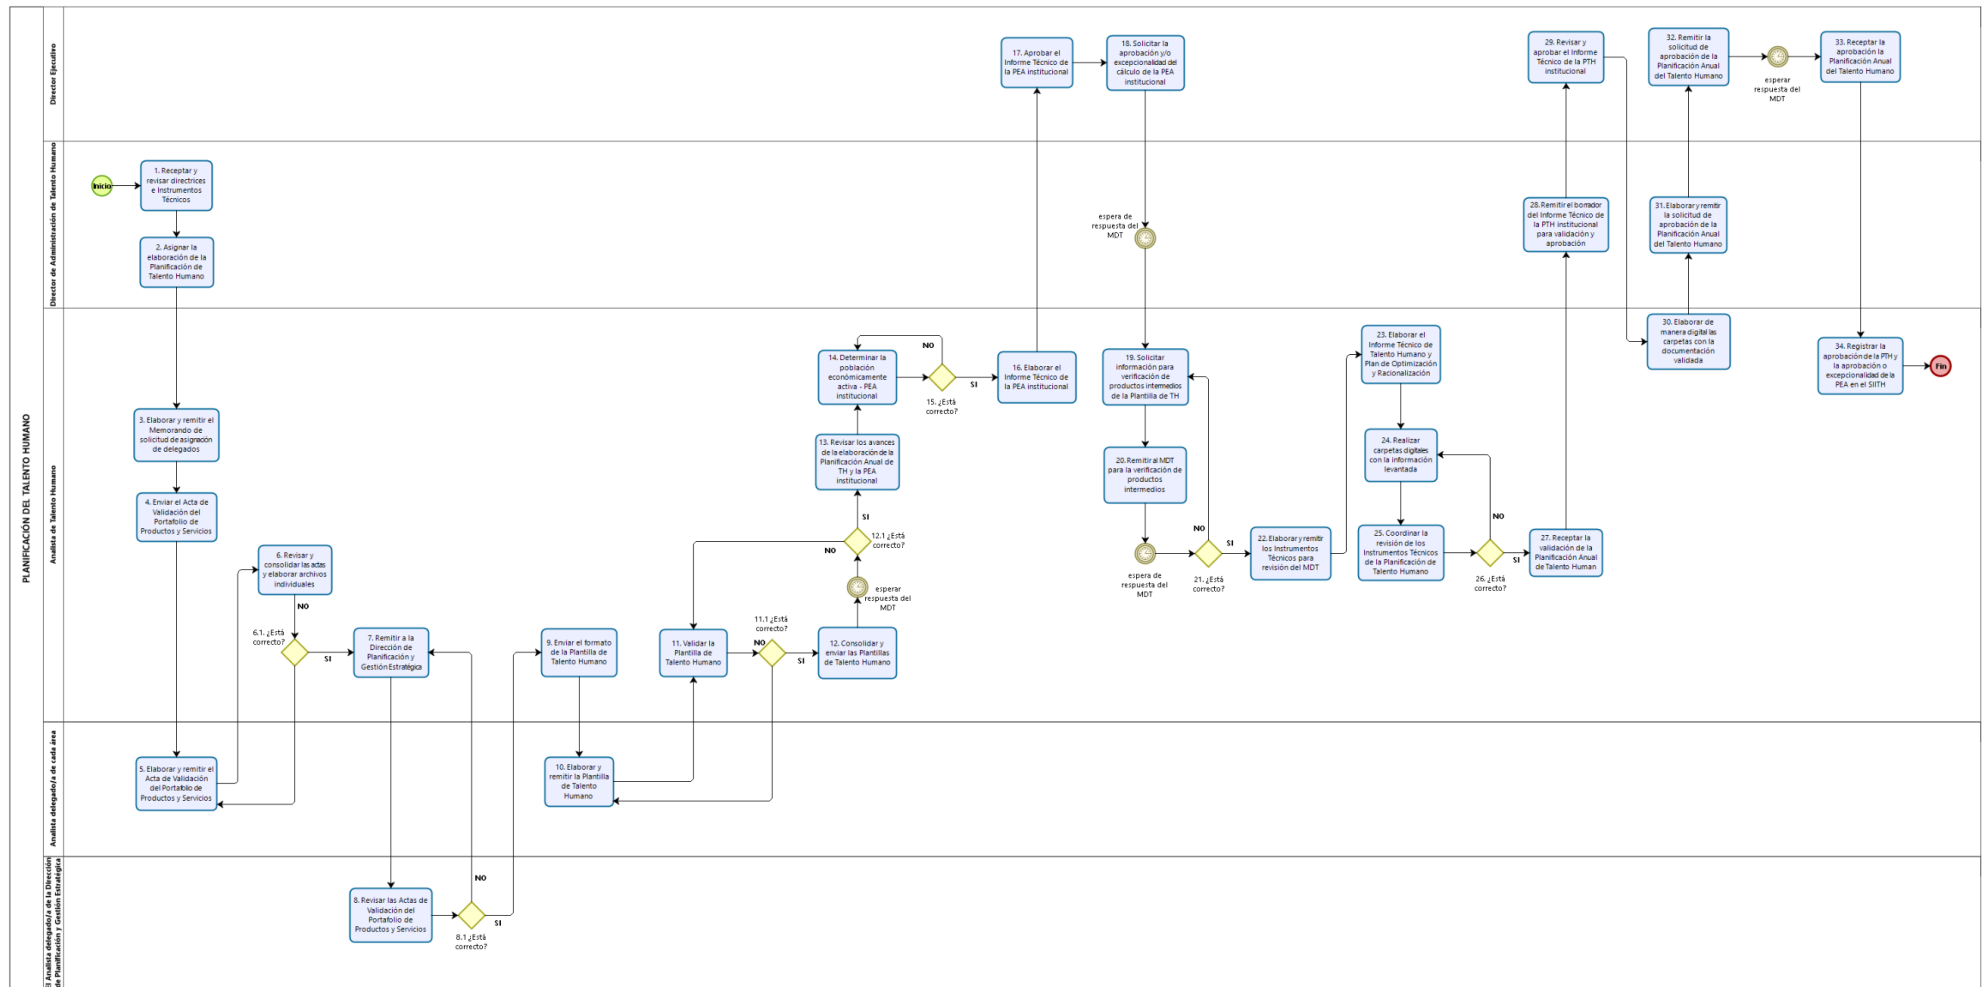 PLANIFICACIÓN DEL TALENTO HUMANO
Director Ejecutivo
Director de Administración de Talento Humano
Analista de Talento Humano
Analista delegado/a de cada área
El Analista delegado/a de la Dirección
de Planificación y Gestión Estratégica
Inicio
1. Receptar y
revisar directrices
e Instrumentos
Técnicos
2. Asignar la
elaboración de la
Planificación de
Talento Humano
3. Elaborar y remitir el
Memorando de
solicitud de asignación
de delegados
4. Enviar el Acta de
Validación del
Portafolio de
Productos y Servicios
5. Elaborar y remitir el
Acta de Validación
del Portafolio de
Productos y Servicios
6. Revisar y
consolidar las actas
y elaborar archivos
individuales
NO
6.1. ¿Está
correcto?
SI
7. Remitir a la
Dirección de
Planificación y
Gestión Estratégica
8. Revisar las Actas de
Validación del
Portafolio de
Productos y Servicios
NO
SI
8.1 ¿Está
correcto?
9. Enviar el formato
de la Plantilla de
Talento Humano
10. Elaborar y
remitir la Plantilla
de Talento
Humano
11. Validar la
Plantilla de
Talento Humano
11.1 ¿Está
correcto?
NO
SI
12. Consolidar y
enviar las Plantillas
de Talento Humano
esperar
respuesta del
MDT
12.1 ¿Está
correcto?
NO
SI
13. Revisar los avances
de la elaboración de la
Planificación Anual de
TH y la PEA
institucional
14. Determinar la
población
económicamente
activa - PEA
institucional
NO
SI
15. ¿Está
correcto?
16. Elaborar el
Informe Técnico de
la PEA institucional
17. Aprobar el
Informe Técnico de
la PEA institucional
18. Solicitar la
aprobación y/o
excepcionalidad del
cálculo de la PEA
institucional
espera de
respuesta del
MDT
19. Solicitar
información para
verificación de
productos intermedios
de la Plantilla de TH
20. Remitir al MDT
para la verificación de
productos
intermedios
espera de
respuesta del
MDT
NO
SI
21. ¿Está
correcto?
22. Elaborar y remitir
los Instrumentos
Técnicos para
revisión del MDT
23. Elaborar el
Informe Técnico de
Talento Humano y
Plan de Optimización
y Racionalización
24. Realizar
carpetas digitales
con la información
levantada
25. Coordinar la
revisión de los
Instrumentos Técnicos
de la Planificación de
Talento Humano
NO
SI
26. ¿Está
correcto?
27. Receptar la
validación de la
Planificación Anual
de Talento Human
28. Remitir el borrador
del Informe Técnico de
la PTH institucional
para validación y
aprobación
29. Revisar y
aprobar el Informe
Técnico de la PTH
institucional
30. Elaborar de
manera digital las
carpetas con la
documentación
validada
31. Elaborar y remitir
la solicitud de
aprobación de la
Planificación Anual
del Talento Humano
32. Remitir la
solicitud de
aprobación de la
Planificación Anual
del Talento Humano
esperar
respuesta del
MDT
33. Receptar la
aprobación la
Planificación Anual
del Talento Humano
34. Registrar la
aprobación de la PTH y
la aprobación o
excepcionalidad de la
PEA en el SIITH
Fin